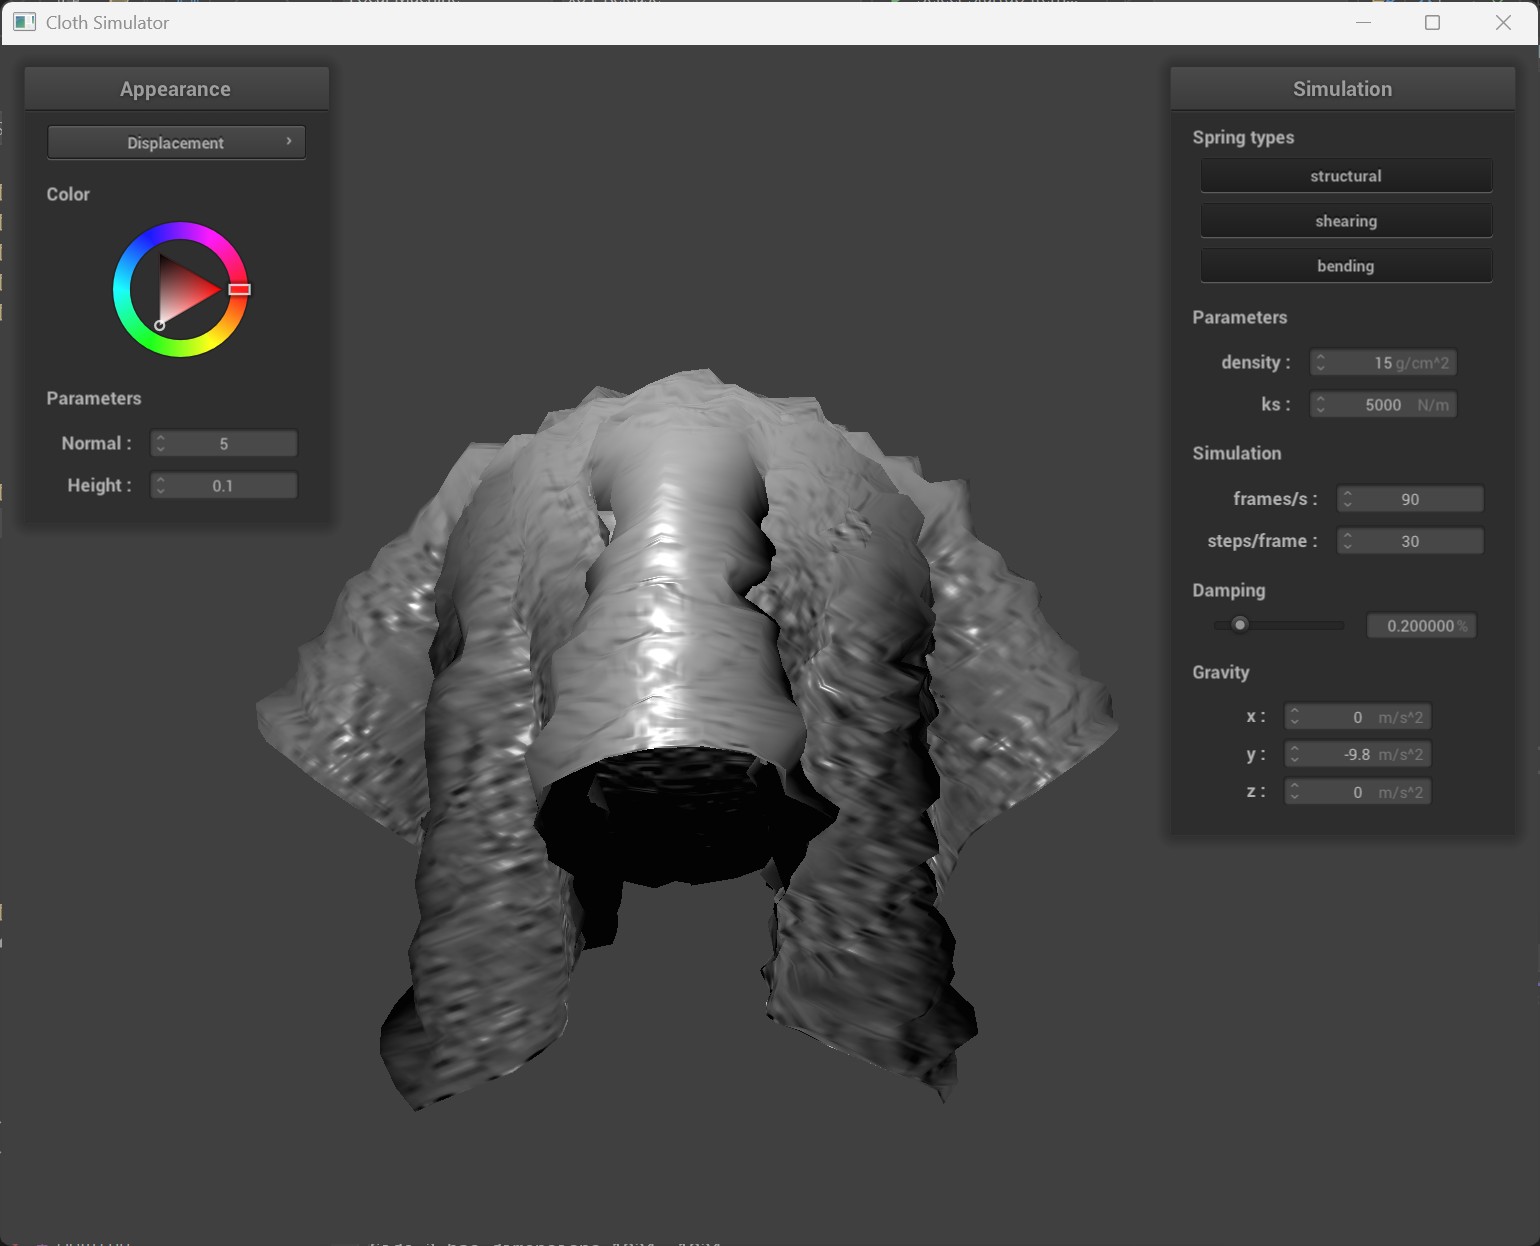 Cloth Simulator
Appearance
Displacement
Color
Parameters
Normal :
5
Height :
0.1
Simulation
Spring types
structural
shearing
bending
Parameters
density :
15 g/cm^2
ks :
5000 N/m
Simulation
frames/s :
90
steps/frame :
30
Damping
0.200000 %
Gravity
x :
0 m/s^2
y :
-9.8 m/s^2
z :
0 m/s^2